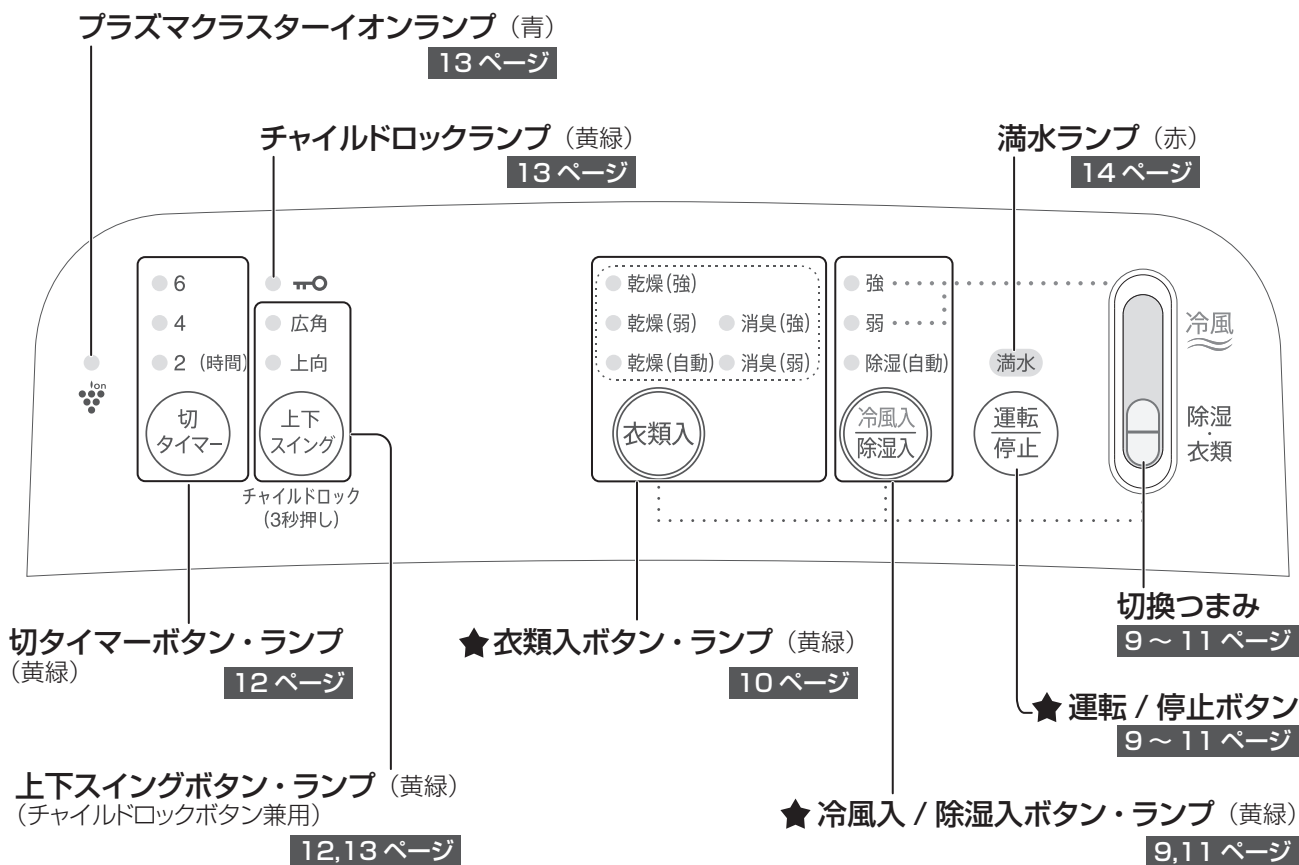 プラズマクラスターイオンランプ（青）
13 ページ
チャイルドロックランプ（黄緑）
13 ページ
満水ランプ（赤）
14 ページ
6
4
2（時間）
切
タイマー
広角
上向
上下
スイング
チャイルドロック
(3秒押し)
ion
乾燥(強)
乾燥(弱)
消臭(強)
乾燥(自動)
消臭(弱)
衣類入
強
弱
除湿(自動)
冷風入
除湿入
満水
運転
停止
冷風
除湿
・
衣類
切タイマーボタン・ランプ
（黄緑）
12 ページ
★衣類入ボタン・ランプ（黄緑）
10 ページ
切換つまみ
9～11 ページ
★運転 / 停止ボタン
9～11 ページ
上下スイングボタン・ランプ（黄緑）
（チャイルドロックボタン兼用）
12,13 ページ
★冷風入 / 除湿入ボタン・ランプ（黄緑）
9,11 ページ